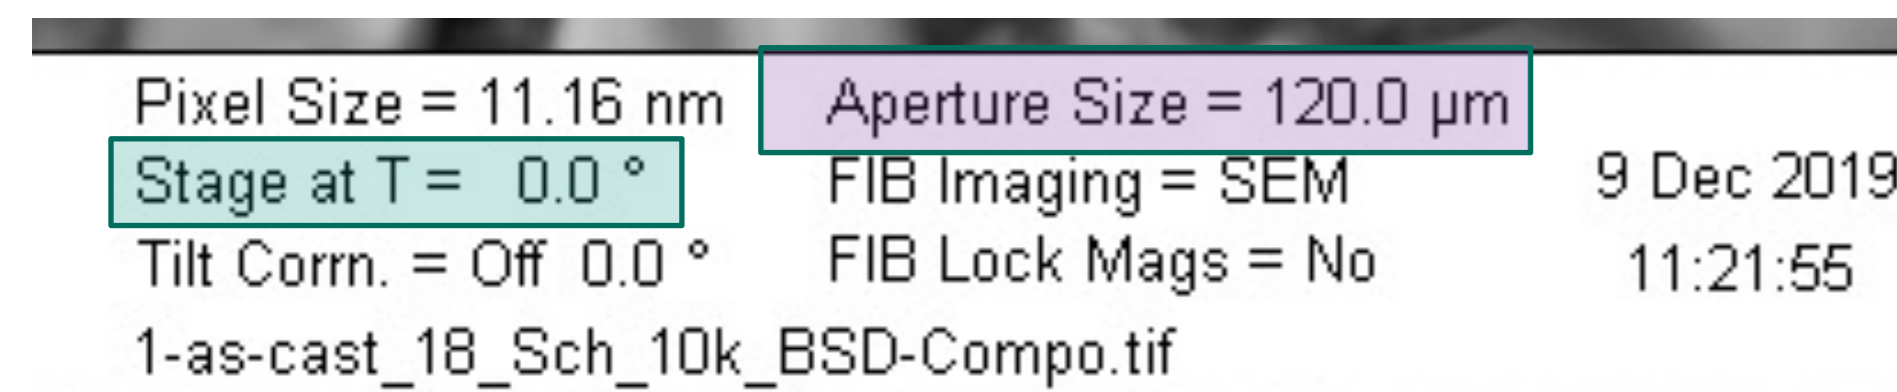 Pixel Size = 11.16 nm Aperture Size = 120.0 µm
Stage at T = 0.0 ° FIB Imaging = SEM 9 Dec 2019
Tilt Corrn. = Off 0.0 ° FIB Lock Mags = No 11:21:55
1-as-cast_18_Sch_10k_BSD-Compo.tif